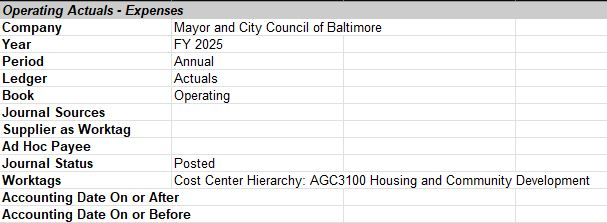 Operating Actuals - Expenses
Company Mayor and City Council of Baltimore
Year FY 2025
Period Annual
Ledger Actuals
Book Operating
Journal Sources
Supplier as Worktag
Ad Hoc Payee
Journal Status Posted
Worktags Cost Center Hierarchy: AGC3100 Housing and Community Development
Accounting Date On or After
Accounting Date On or Before